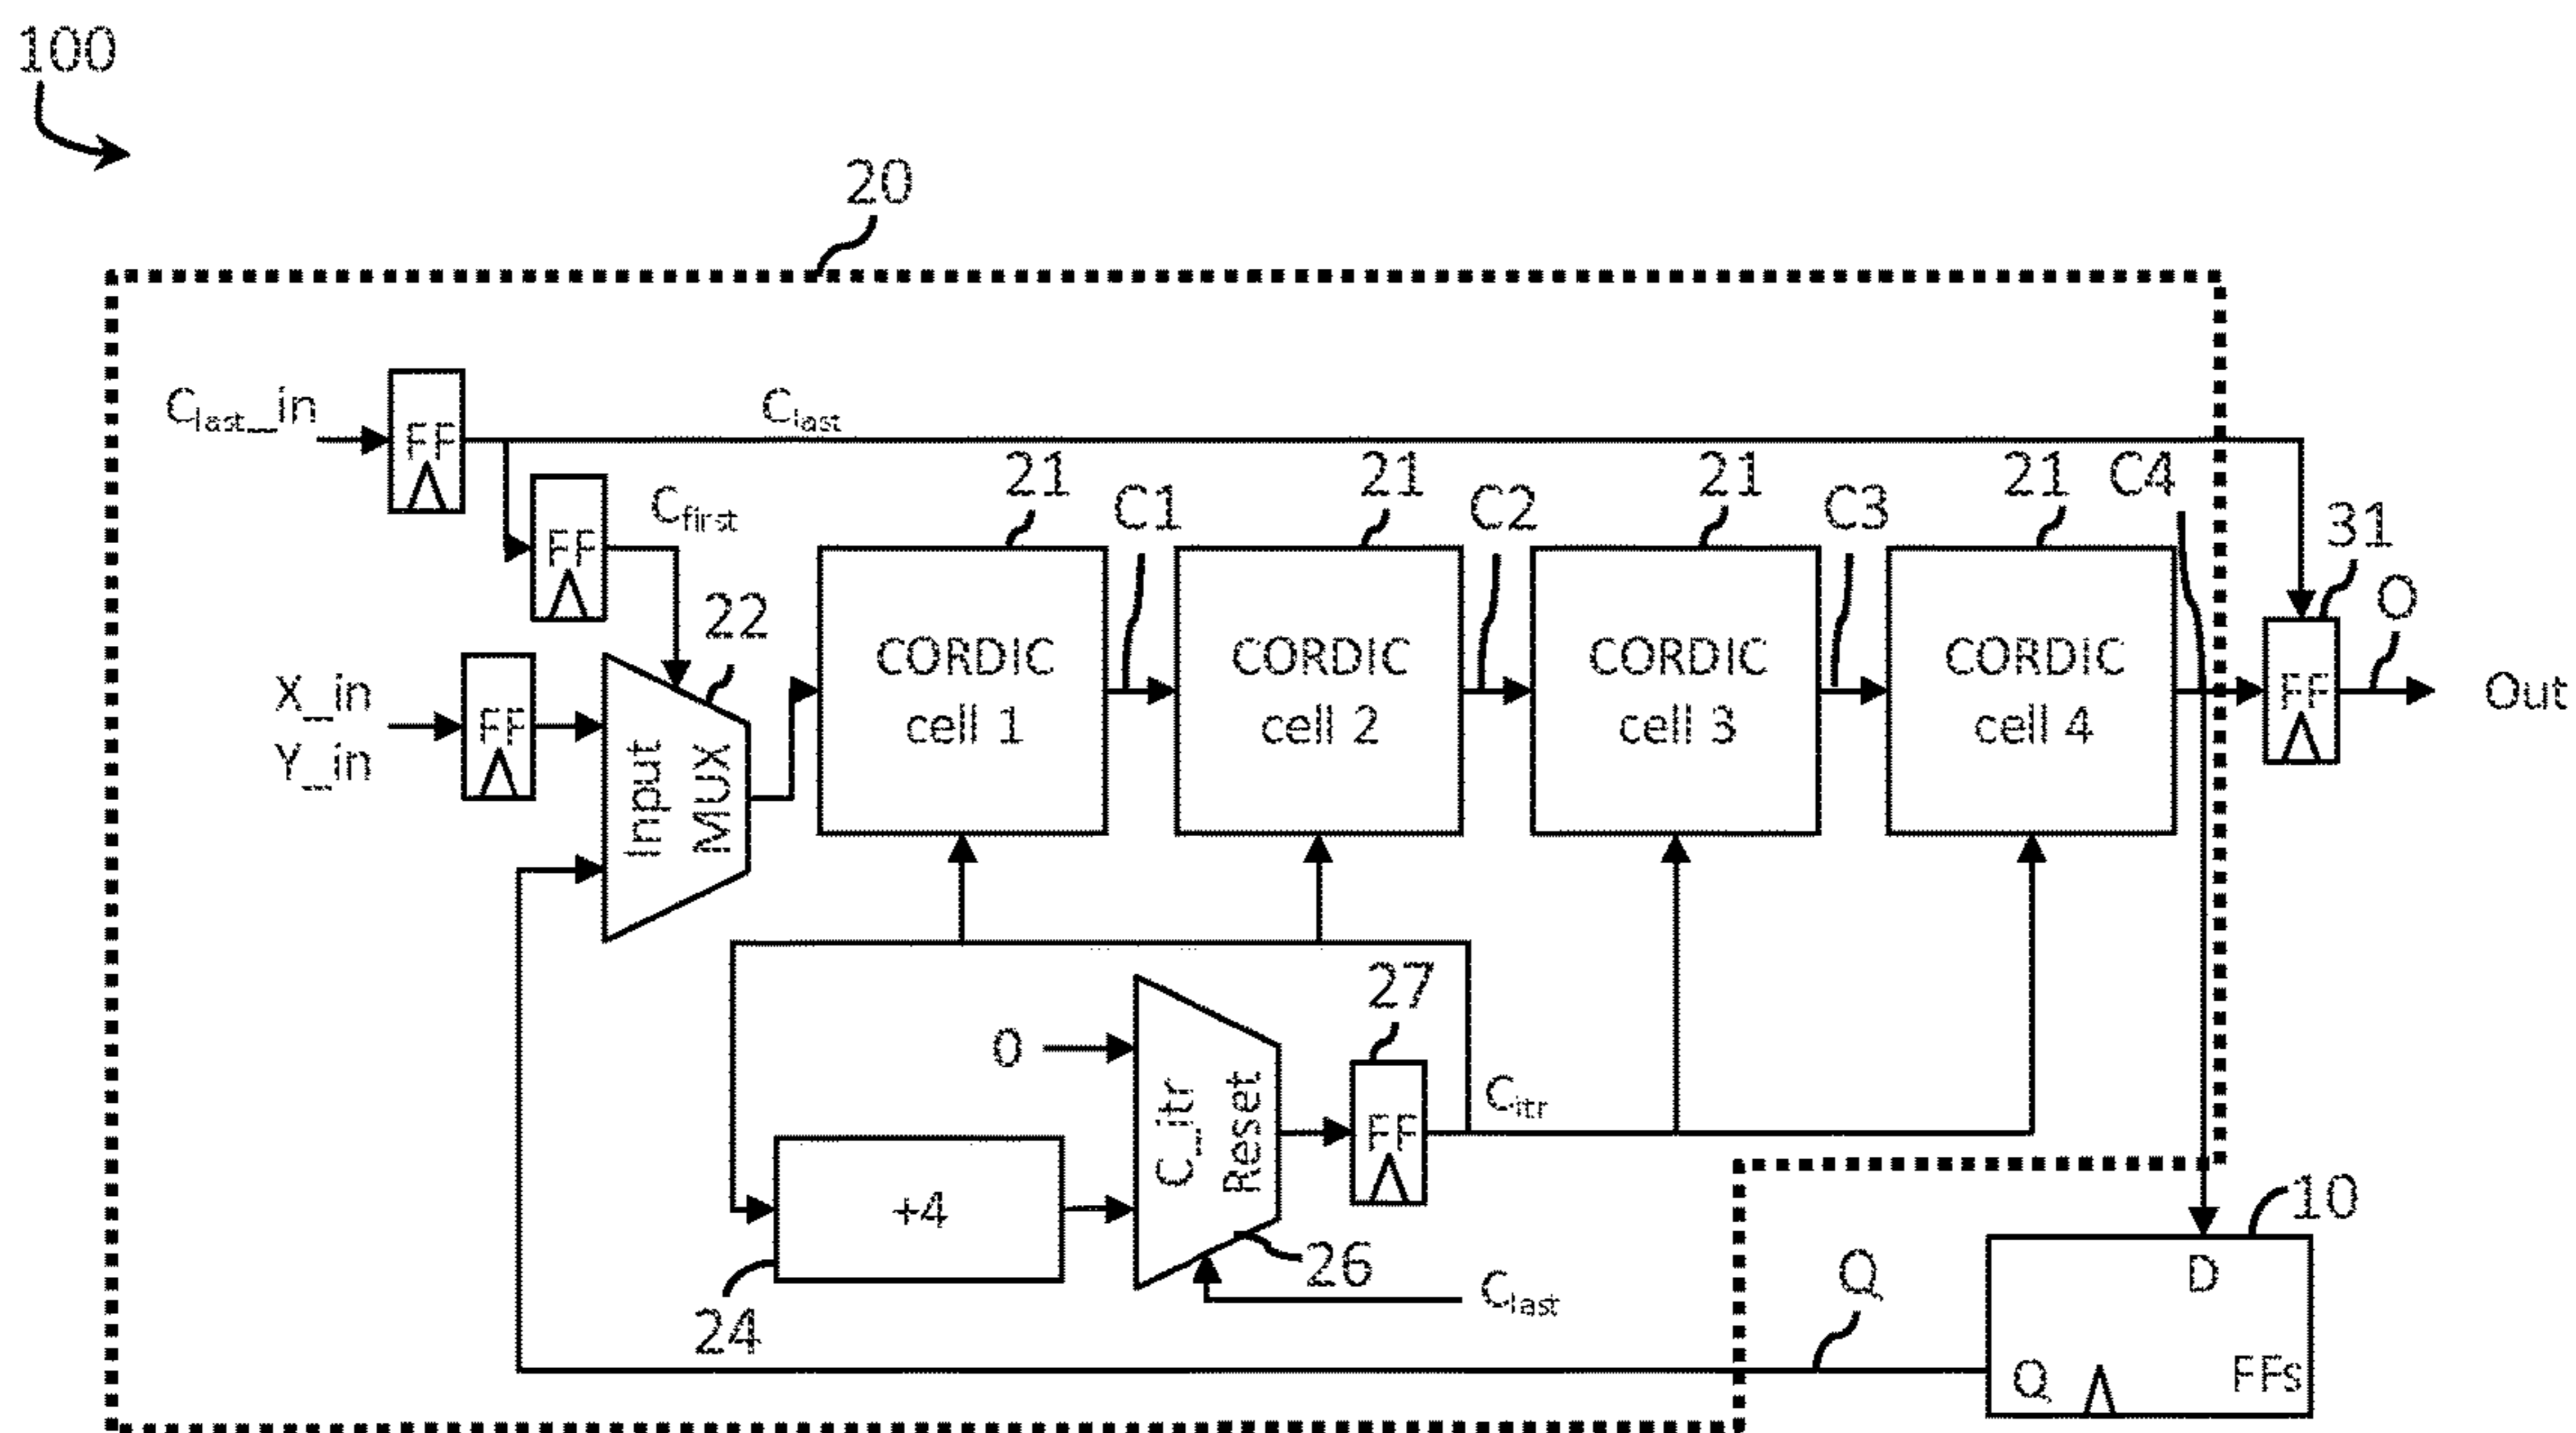 100
20
C_last_in
C_last
FF
21
21
21
21
C4
C_first
C1
C2
C3
31
FF
22
O
X_in
Y_in
FF
Input
MUX
CORDIC
cell 1
CORDIC
cell 2
CORDIC
cell 3
CORDIC
cell 4
FF
Out
27
0
C_itr
Reset
FF
C_itr
+4
10
24
26
C_last
Q
D
Q
FFs